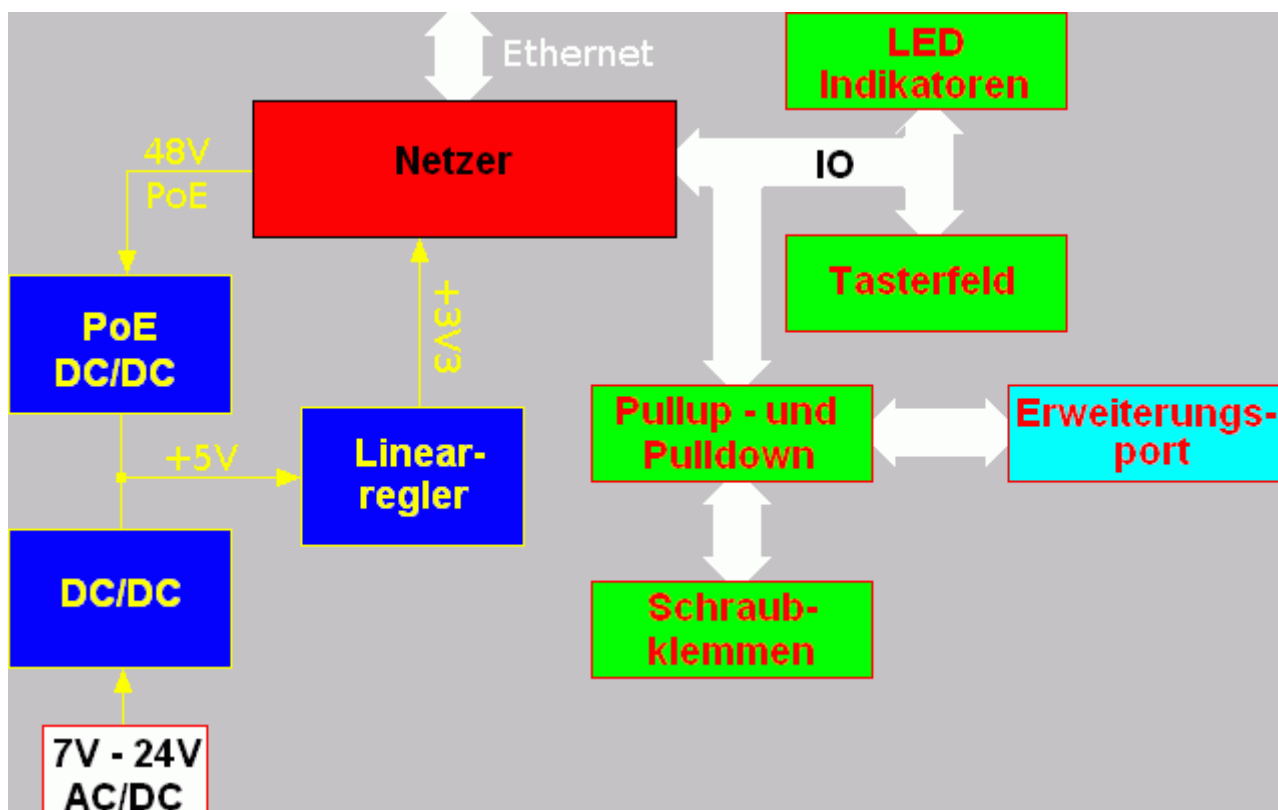 Ethernet
LED
Indikatoren
48V
PoE
Netzer
IO
Tasterfeld
+3V3
PoE
DC/DC
Pullup - und
Pulldown
Erweiterungs-
port
+5V
Linear-
regler
DC/DC
Schraub-
klemmen
7V - 24V
AC/DC